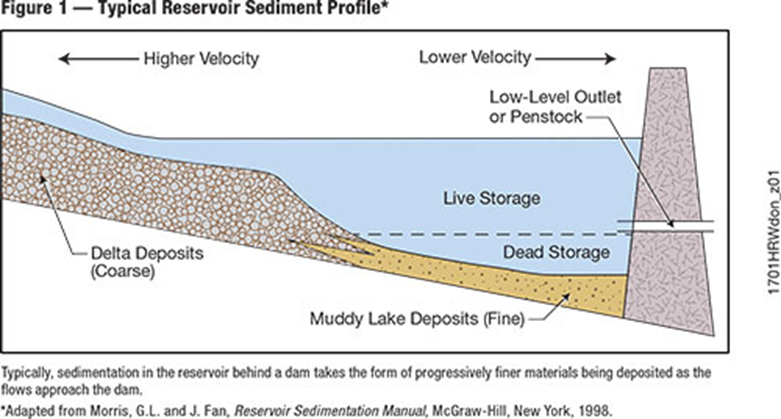 Figure 1 — Typical Reservoir Sediment Profile*
Higher Velocity
Lower Velocity
Low-Level Outlet
or Penstock
Live Storage
Dead Storage
Delta Deposits
(Coarse)
Muddy Lake Deposits (Fine)
1701HRWdon_z01
Typically, sedimentation in the reservoir behind a dam takes the form of progressively finer materials being deposited as the
flows approach the dam.
*Adapted from Morris, G.L. and J. Fan, Reservoir Sedimentation Manual, McGraw-Hill, New York, 1998.